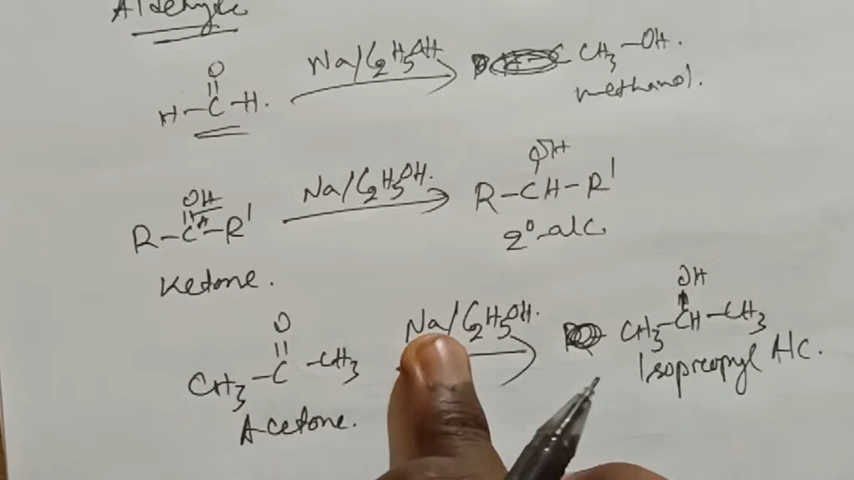 Aldehyde
O
H-C-H. Na/C2H5OH CH3-OH.
methanol.
OH
R-C-R' Na/C2H5OH. R-CH-R'
2° alc.
Ketone.
O OH
CH3-C-CH3 Na/C2H5OH. CH3-CH-CH3
Acetone. Isopreopyl Alc.